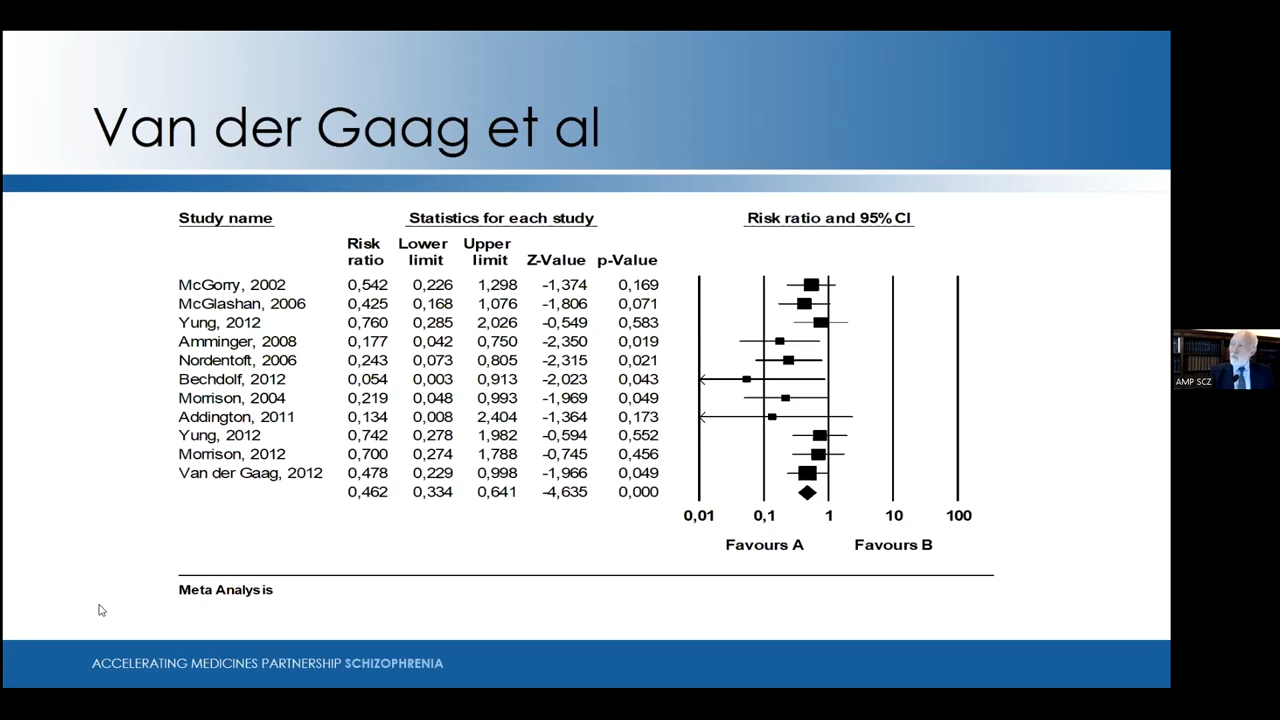 Van der Gaag et al
Study name Statistics for each study Risk ratio and 95% CI
Risk Lower Upper
ratio limit limit Z-Value p-Value
McGorry, 2002 0,542 0,226 1,298 -1,374 0,169
McGlashan, 2006 0,425 0,168 1,076 -1,806 0,071
Yung, 2012 0,760 0,285 2,026 -0,549 0,583
Amminger, 2008 0,177 0,042 0,750 -2,350 0,019
Nordentoft, 2006 0,243 0,073 0,805 -2,315 0,021
Bechdolf, 2012 0,054 0,003 0,913 -2,023 0,043
Morrison, 2004 0,219 0,048 0,993 -1,969 0,049
Addington, 2011 0,134 0,008 2,404 -1,364 0,173
Yung, 2012 0,742 0,278 1,982 -0,594 0,552
Morrison, 2012 0,700 0,274 1,788 -0,745 0,456
Van der Gaag, 2012 0,478 0,229 0,998 -1,966 0,049
0,462 0,334 0,641 -4,635 0,000
0,01 0,1 1 10 100
Favours A Favours B
Meta Analysis
ACCELERATING MEDICINES PARTNERSHIP SCHIZOPHRENIA
AMP SCZ